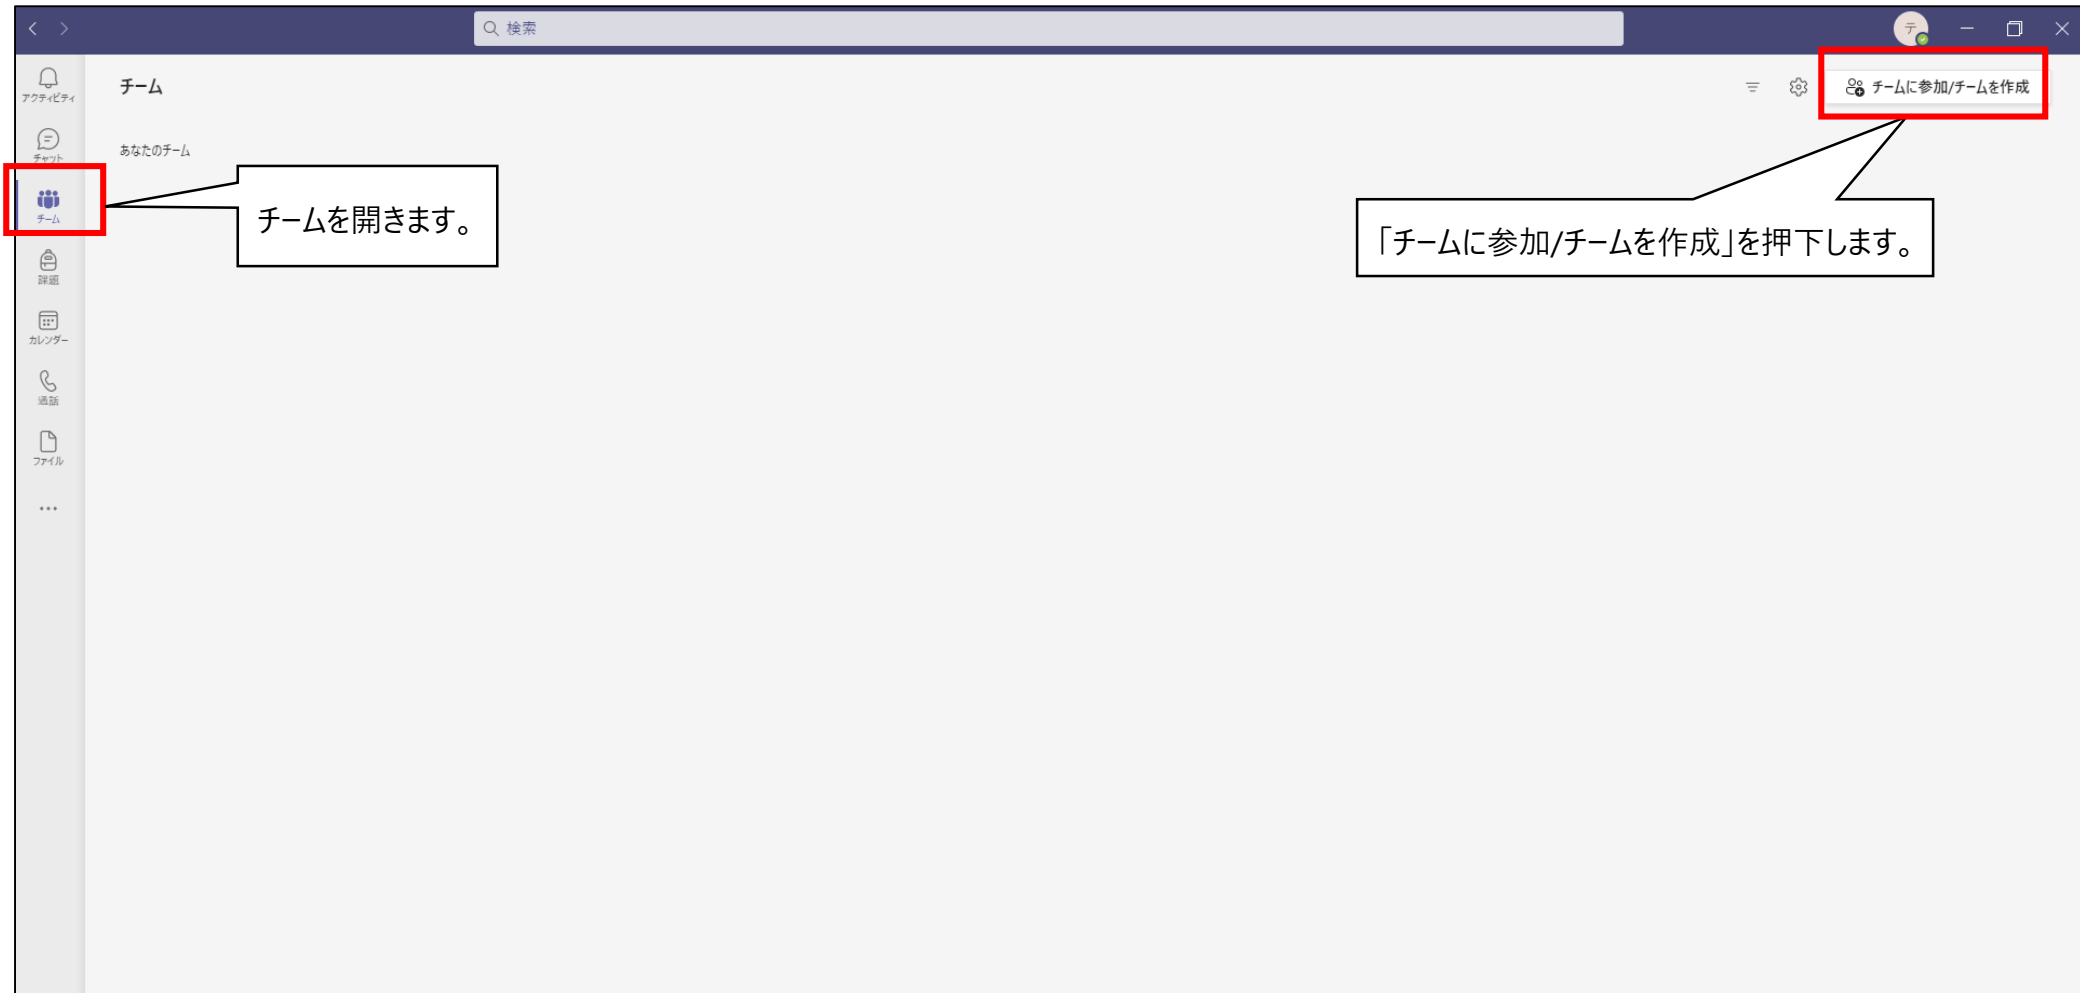 検索
テ
アクティビティ
チーム
チームに参加/チームを作成
チャット
あなたのチーム
チーム
チームを開きます。
「チームに参加/チームを作成」を押下します。
課題
カレンダー
通話
ファイル